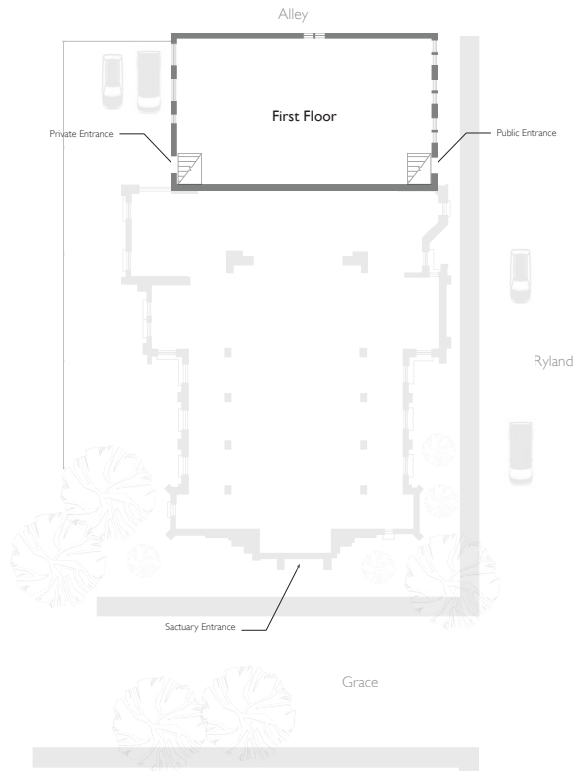 Alley
First Floor
Private Entrance
Public Entrance
Ryland
Sactuary Entrance
Grace